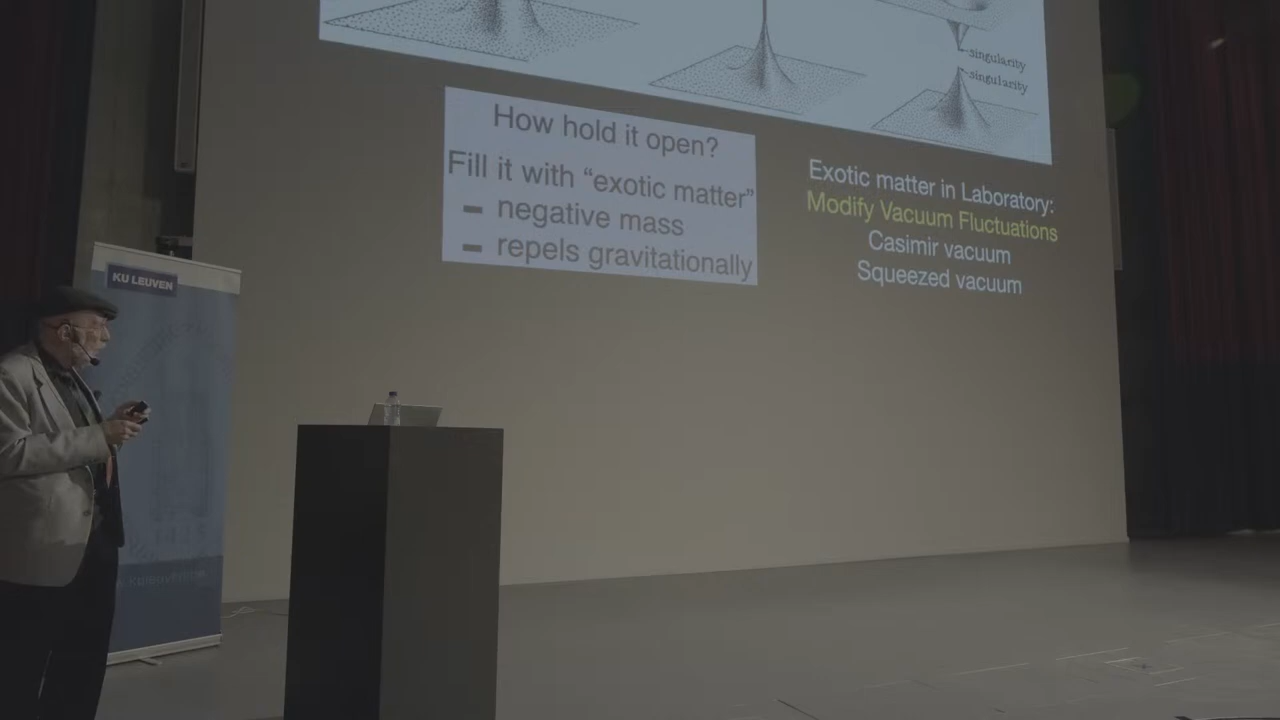 singularity
singularity
How hold it open?
Fill it with “exotic matter”
- negative mass
- repels gravitationally
Exotic matter in Laboratory:
Modify Vacuum Fluctuations
Casimir vacuum
Squeezed vacuum
KU LEUVEN